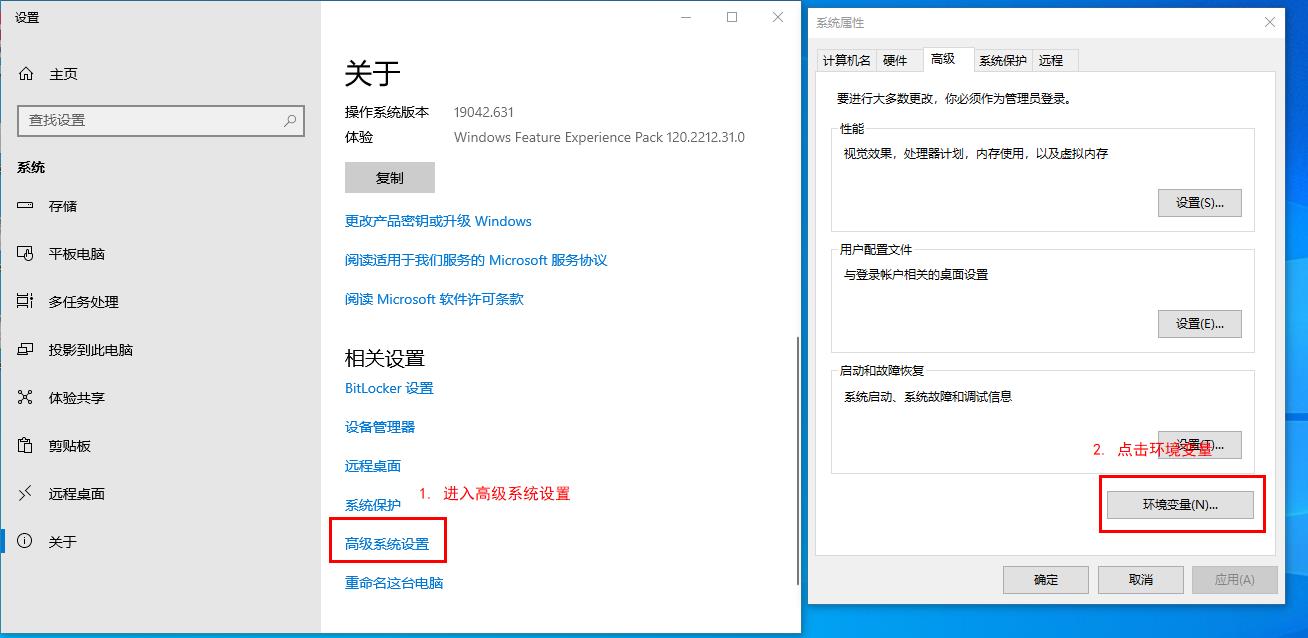 设置
主页
查找设置
系统
存储
平板电脑
多任务处理
投影到此电脑
体验共享
剪贴板
远程桌面
关于
关于
操作系统版本 19042.631
体验 Windows Feature Experience Pack 120.2212.31.0
复制
更改产品密钥或升级 Windows
阅读适用于我们服务的 Microsoft 服务协议
阅读 Microsoft 软件许可条款
相关设置
BitLocker 设置
设备管理器
远程桌面
系统保护
1. 进入高级系统设置
高级系统设置
重命名这台电脑
系统属性
计算机名 硬件 高级 系统保护 远程
要进行大多数更改，你必须作为管理员登录。
性能
视觉效果，处理器计划，内存使用，以及虚拟内存
设置(S)...
用户配置文件
与登录帐户相关的桌面设置
设置(E)...
启动和故障恢复
系统启动、系统故障和调试信息
设置(T)...
2. 点击环境变量
环境变量(N)...
确定 取消 应用(A)